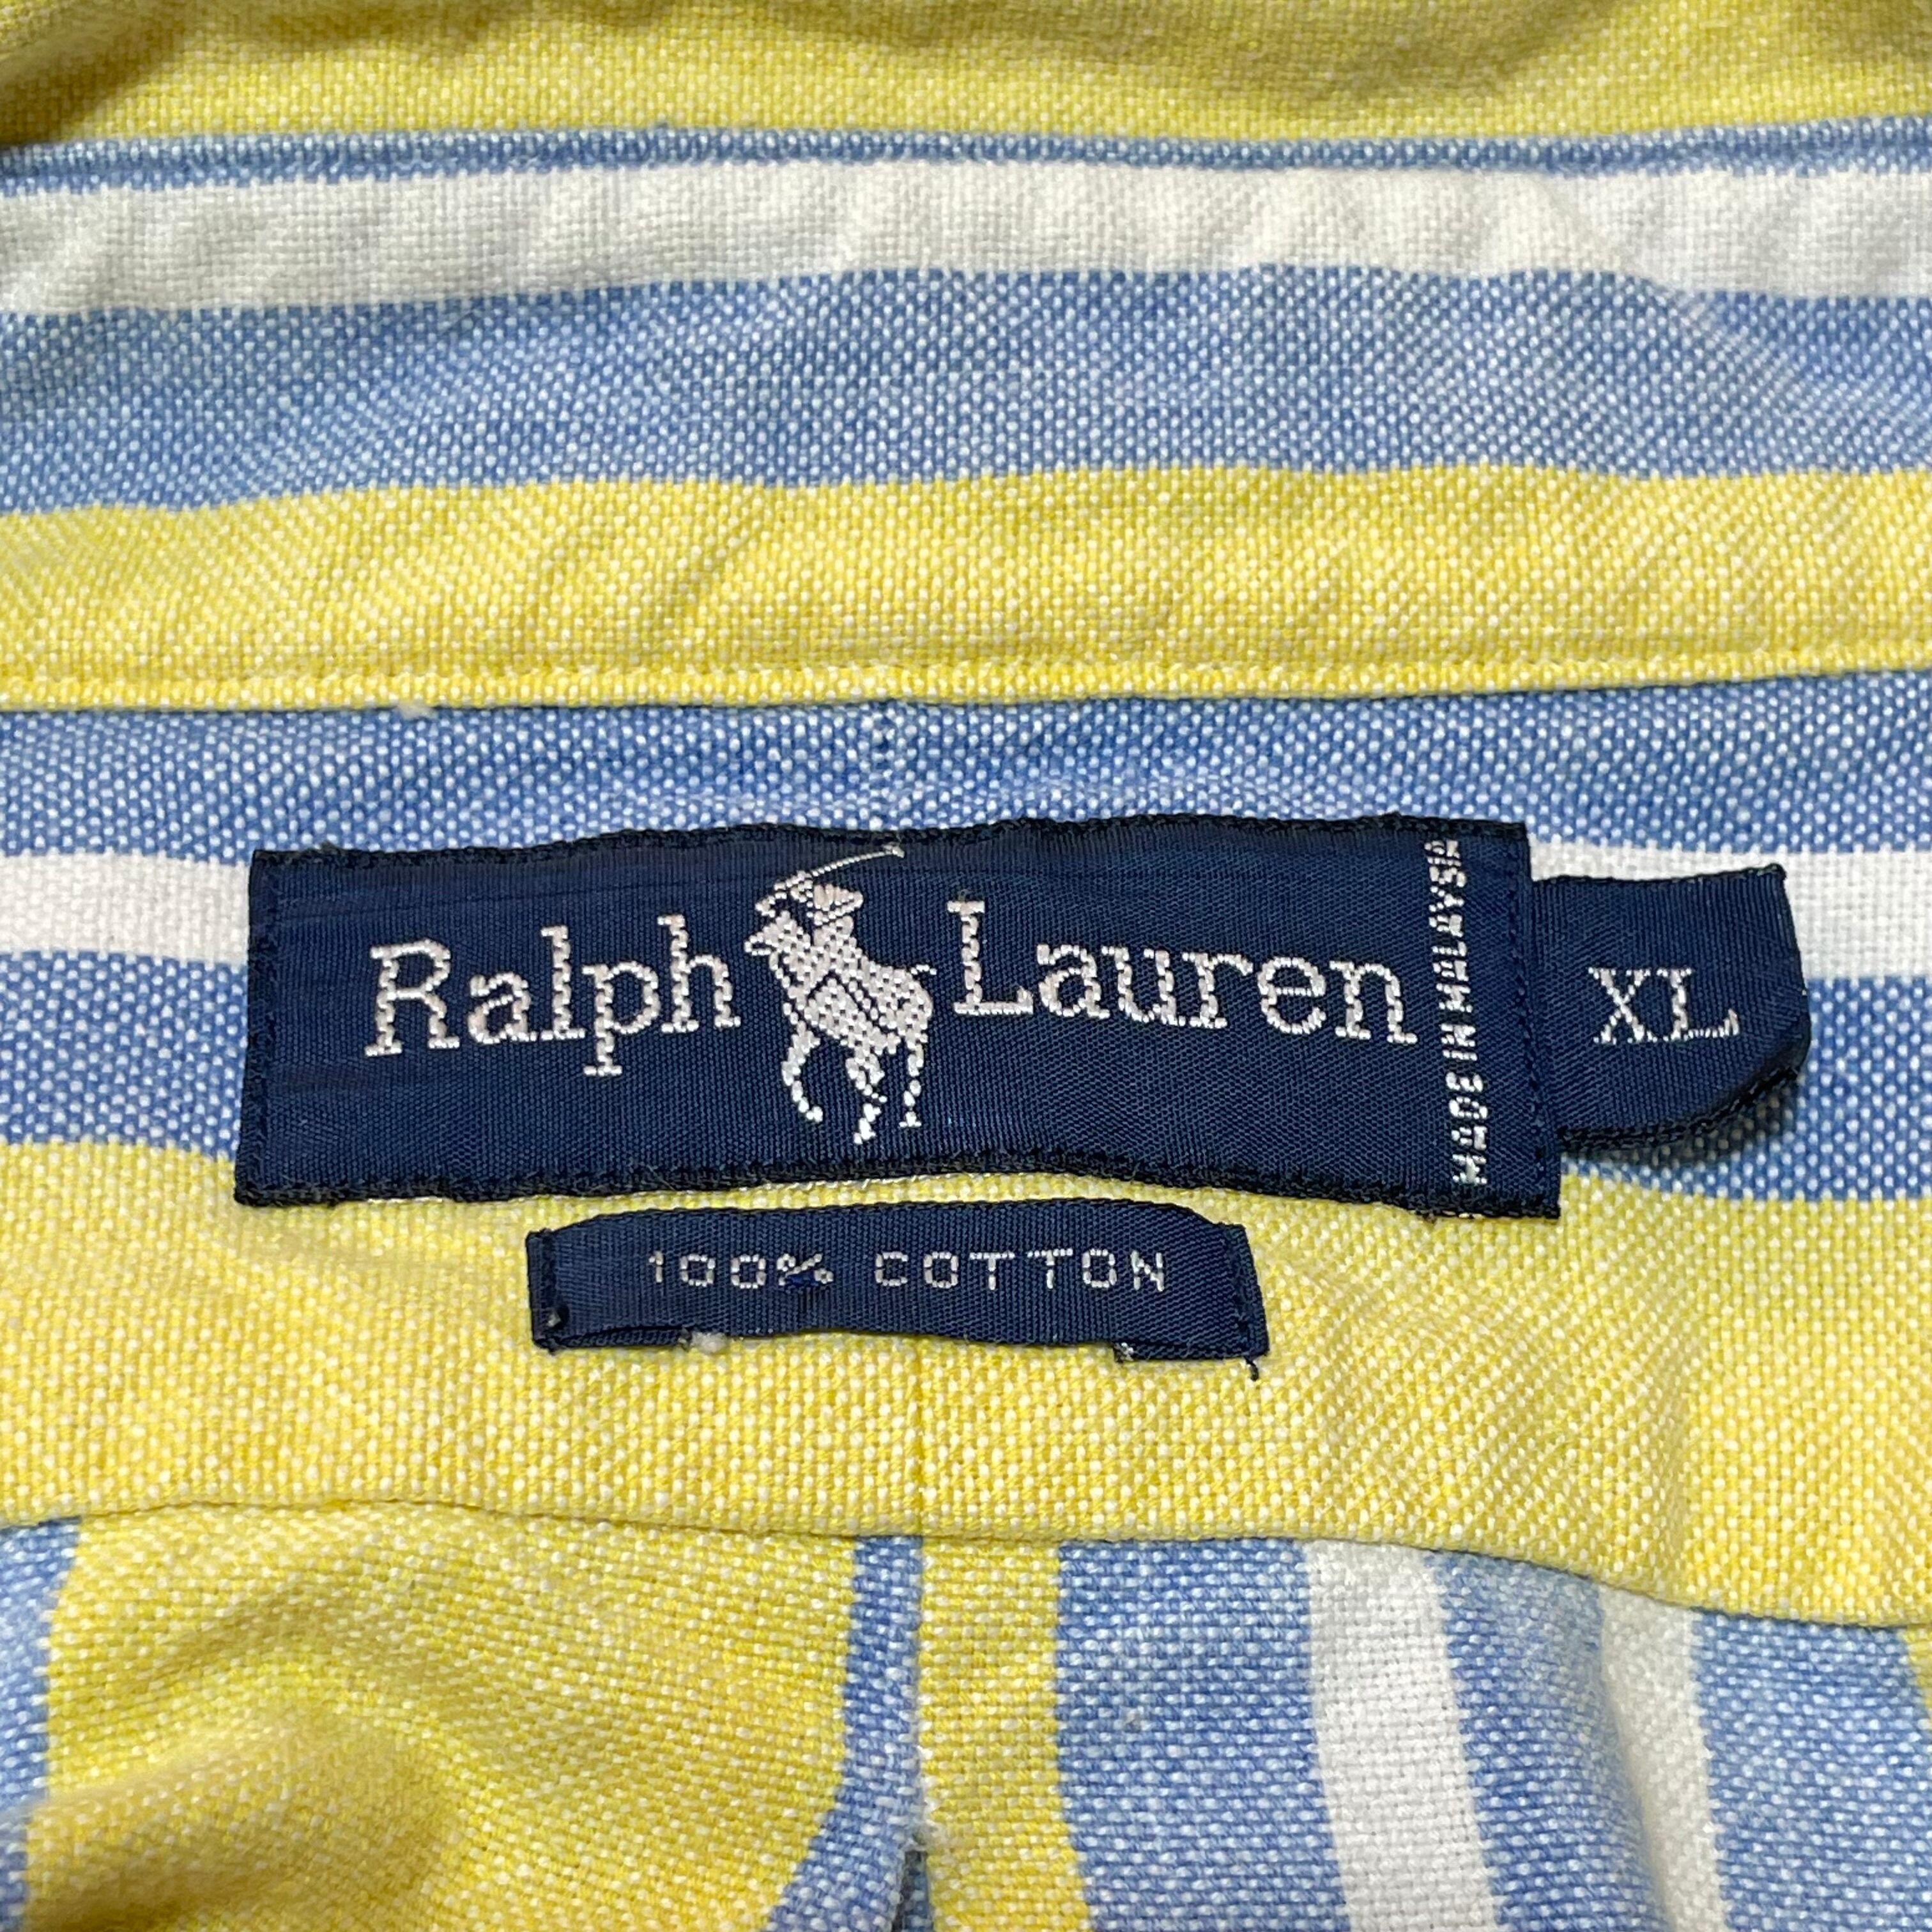 Ralph Lauren
MADE IN MALAYSIA
XL
100% COTTON